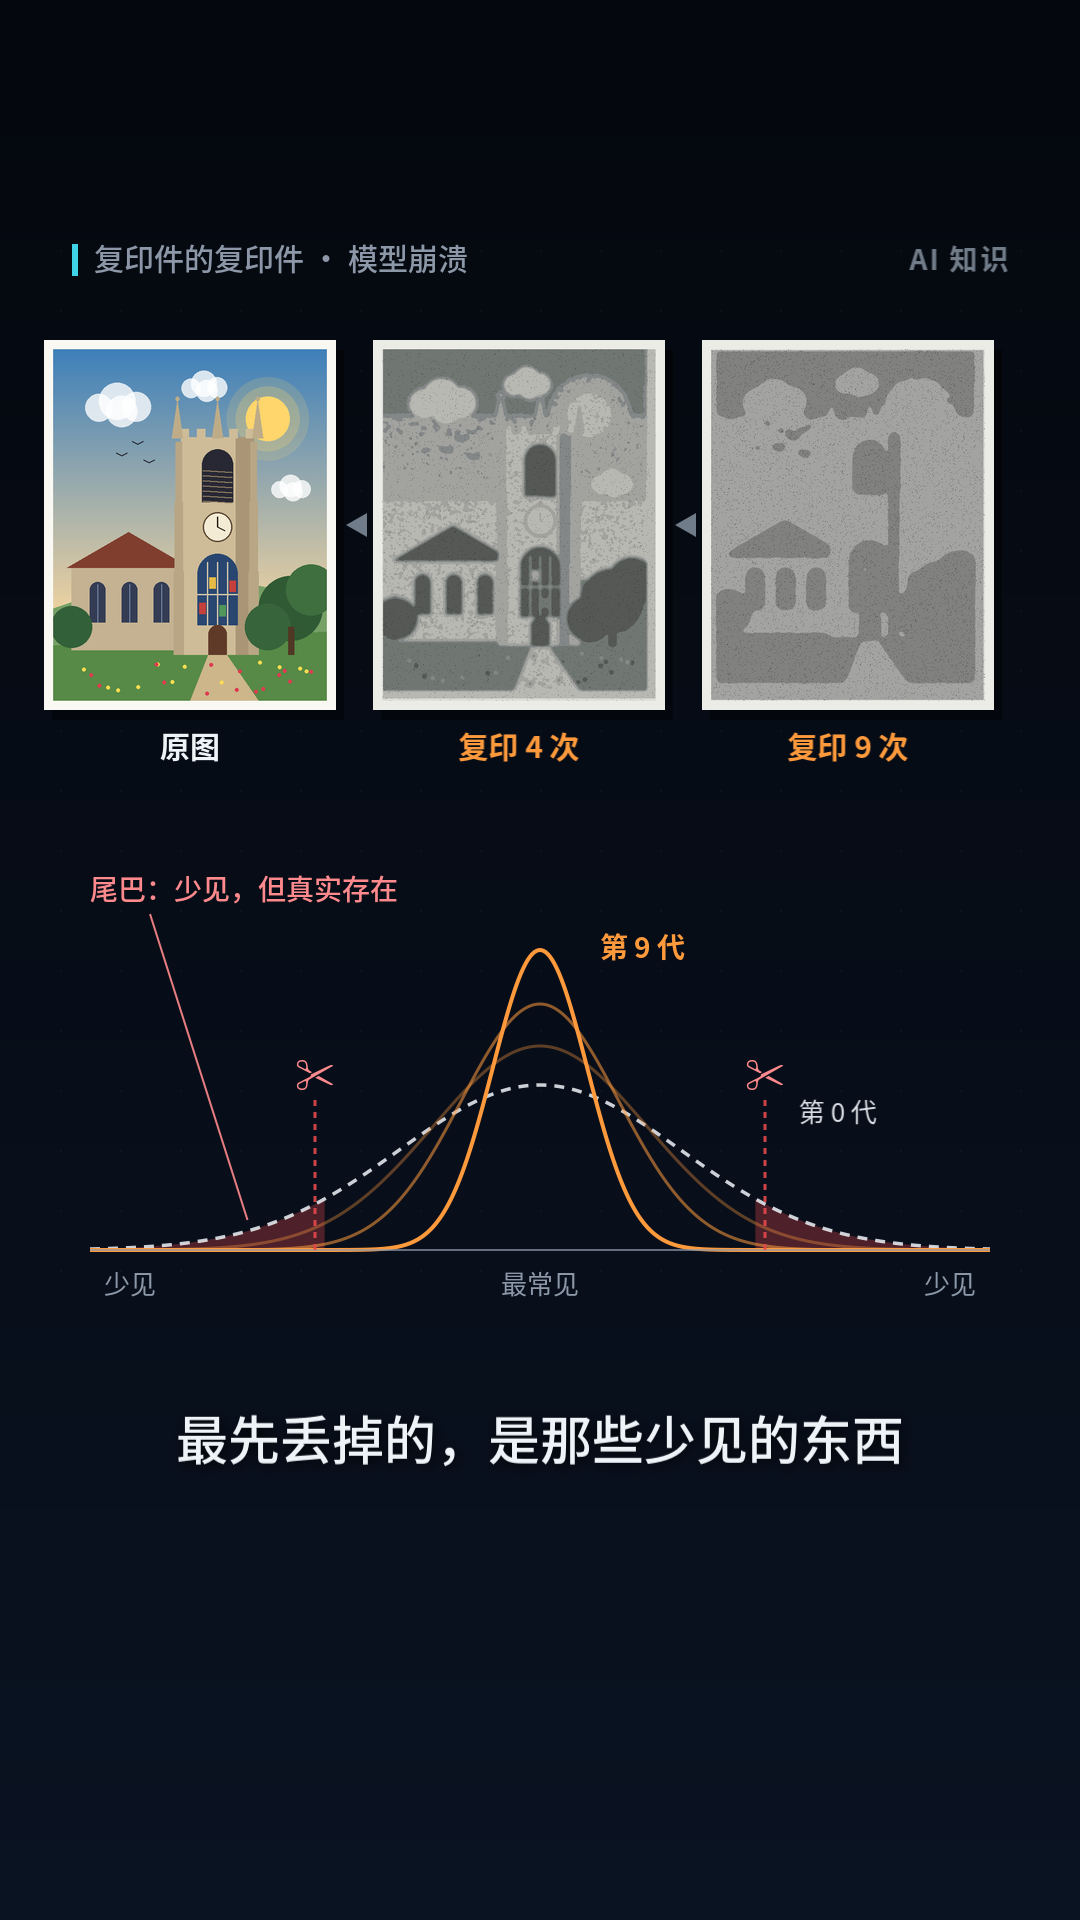 复印件的复印件 · 模型崩溃
AI 知识
原图
复印 4 次
复印 9 次
尾巴：少见，但真实存在
第 9 代
第 0 代
少见
最常见
少见
最先丢掉的，是那些少见的东西